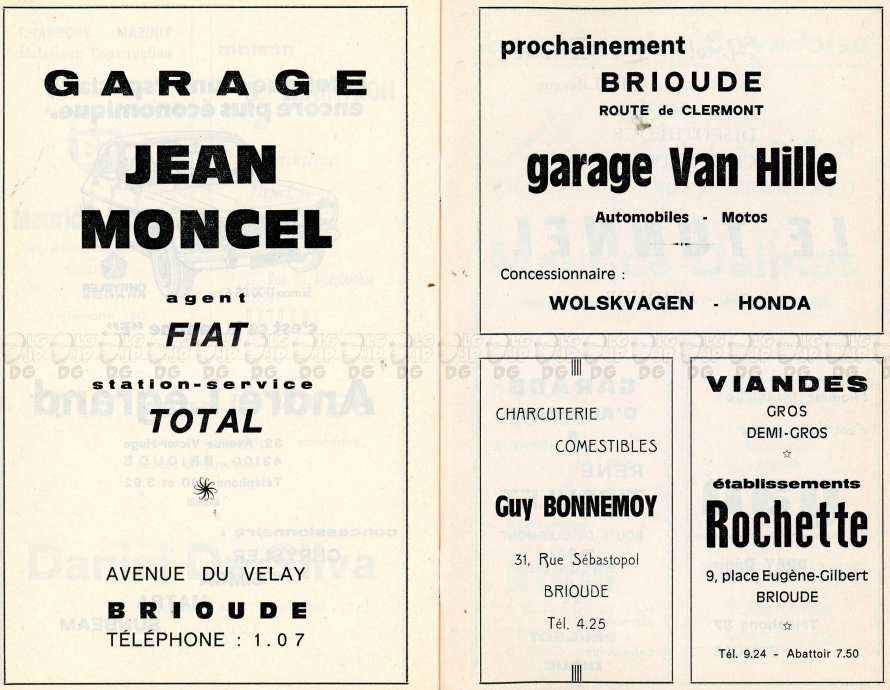 GARAGE
JEAN
MONCEL
agent
FIAT
station-service
TOTAL
AVENUE DU VELAY
BRIOUDE
TÉLÉPHONE : 1.07
prochainement
BRIOUDE
ROUTE de CLERMONT
garage Van Hille
Automobiles - Motos
Concessionnaire :
WOLSKVAGEN - HONDA
CHARCUTERIE
COMESTIBLES
Guy BONNEMOY
31, Rue Sébastopol
BRIOUDE
Tél. 4.25
VIANDES
GROS
DEMI-GROS
☆
établissements
Rochette
9, place Eugène-Gilbert
BRIOUDE
☆
Tél. 9.24 - Abattoir 7.50